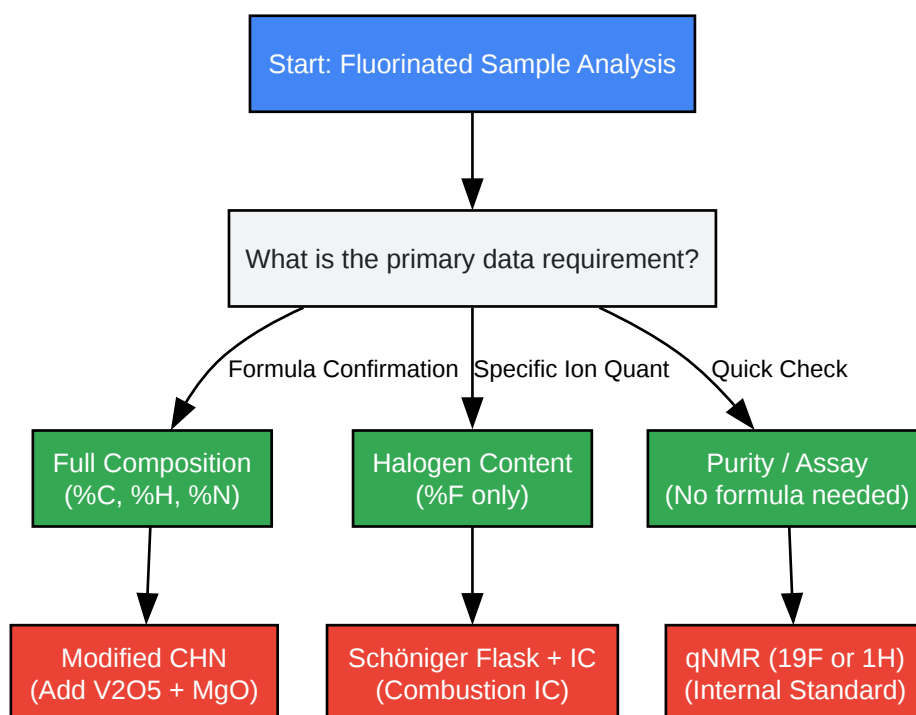 Start: Fluorinated Sample Analysis
What is the primary data requirement?
Formula Confirmation
Specific Ion Quant
Quick Check
Full Composition
(%C, %H, %N)
Halogen Content
(%F only)
Purity / Assay
(No formula needed)
Modified CHN
(Add V2O5 + MgO)
Schöniger Flask + IC
(Combustion IC)
qNMR (19F or 1H)
(Internal Standard)